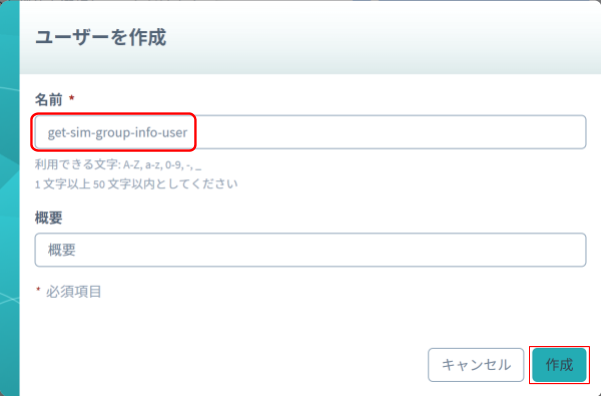 ユーザーを作成
名前 *
get-sim-group-info-user
利用できる文字: A-Z, a-z, 0-9, -, _
1 文字以上 50 文字以内としてください
概要
概要
* 必須項目
キャンセル 作成